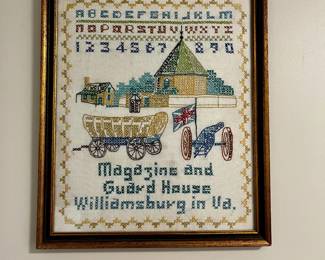 ABCDEFGHIJKLM
NOPQRSTUVWXYZ
1234567890
Magazine and
Guard House
Williamsburg in Va.